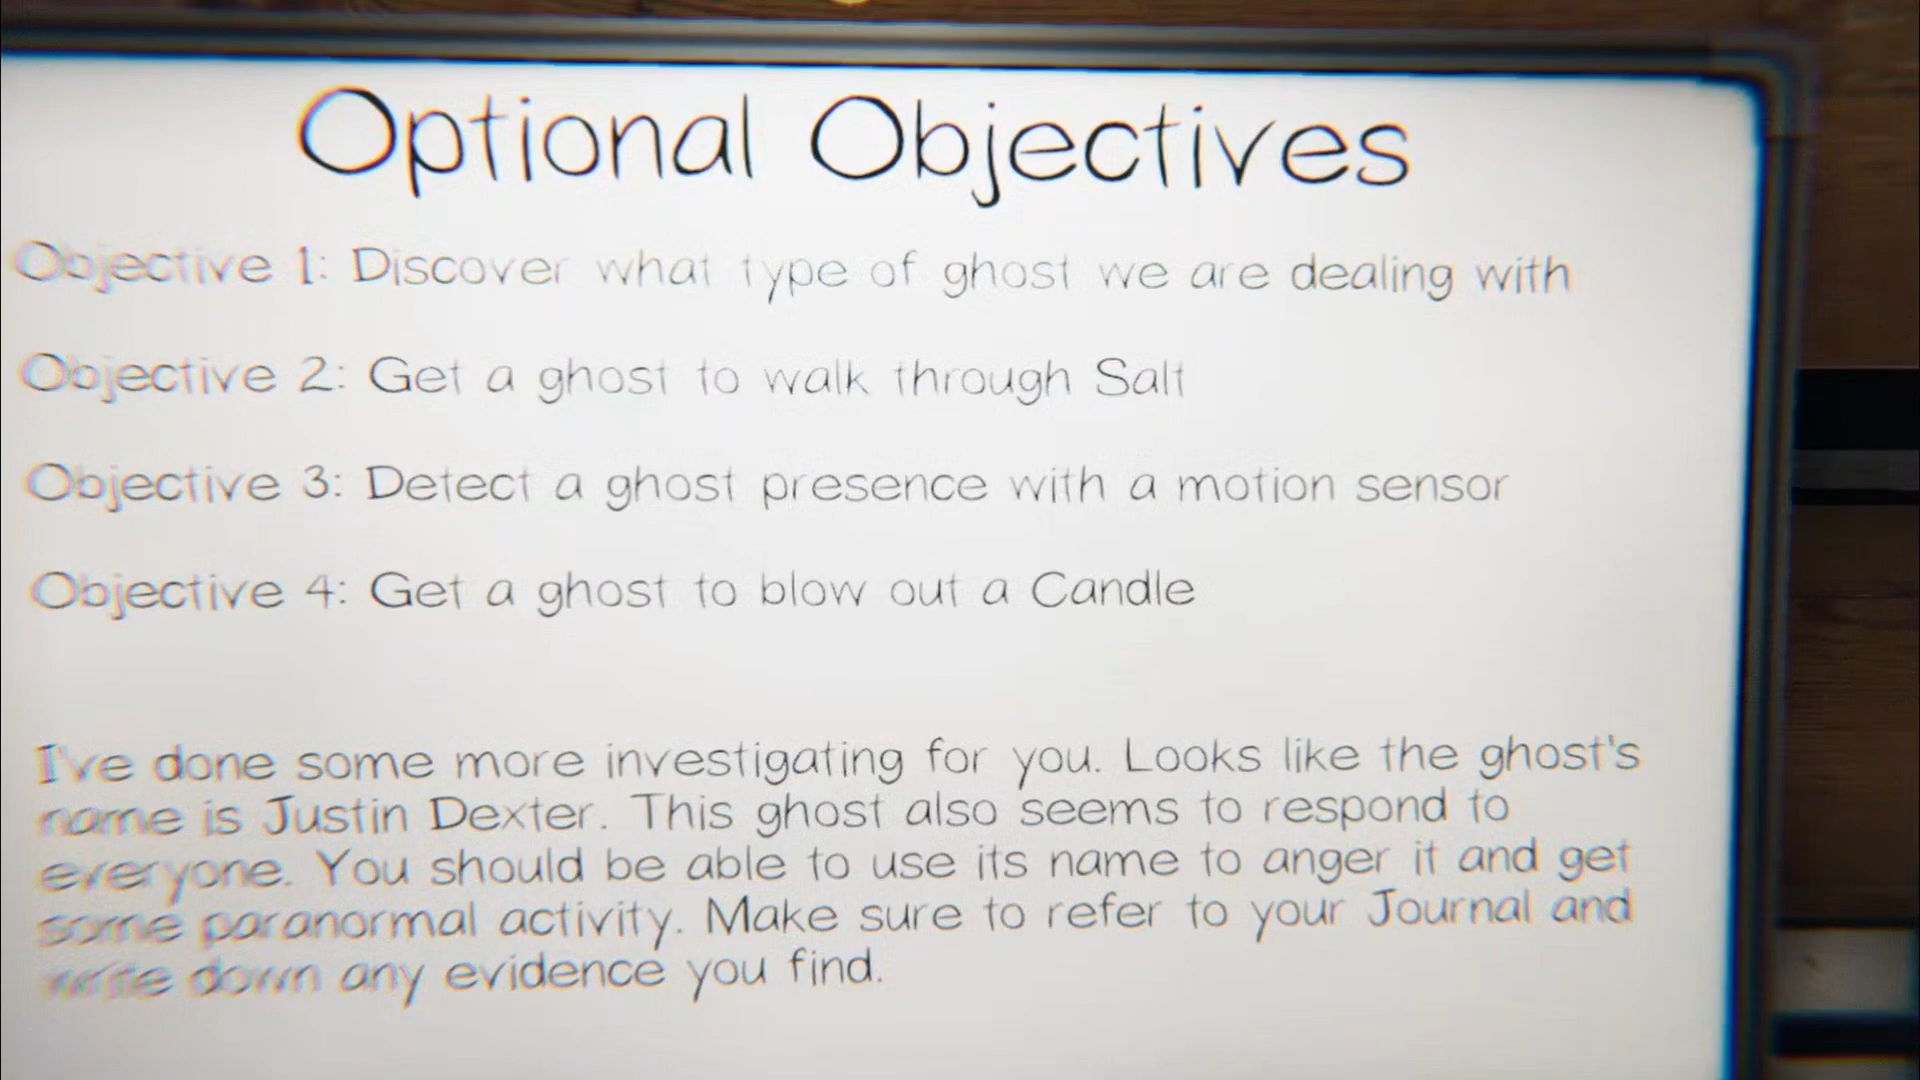 Optional Objectives
Objective 1: Discover what type of ghost we are dealing with
Objective 2: Get a ghost to walk through Salt
Objective 3: Detect a ghost presence with a motion sensor
Objective 4: Get a ghost to blow out a Candle
I've done some more investigating for you. Looks like the ghost's
name is Justin Dexter. This ghost also seems to respond to
everyone. You should be able to use its name to anger it and get
some paranormal activity. Make sure to refer to your Journal and
write down any evidence you find.